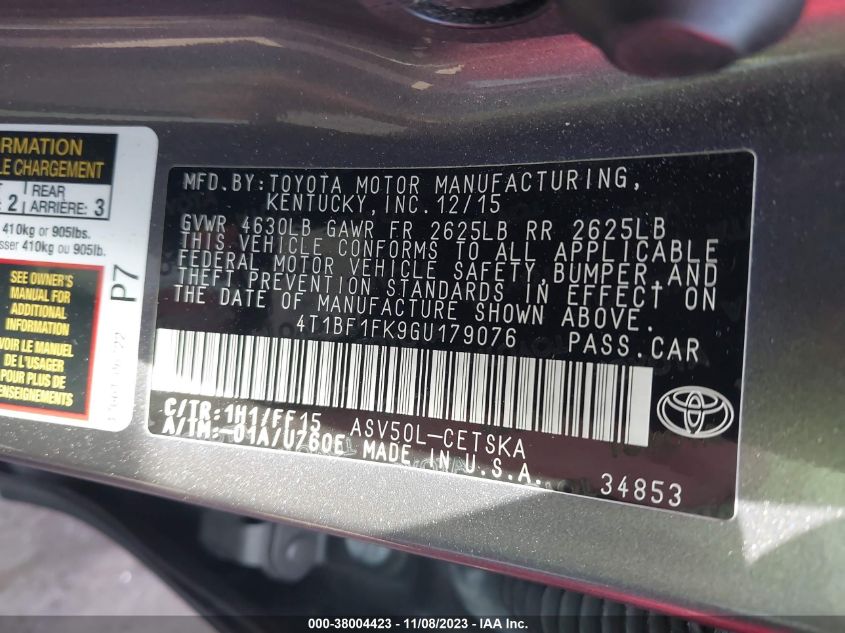 ORMATION
LE CHARGEMENT
2 REAR ARRIÈRE: 3
410kg or 905lbs.
sser 410kg ou 905lb.
SEE OWNER'S
MANUAL FOR
ADDITIONAL
INFORMATION
VOIR LE MANUEL
DE L'USAGER
POUR PLUS DE
ENSEIGNEMENTS
P7
MFD.BY:TOYOTA MOTOR MANUFACTURING,
KENTUCKY,INC.12/15
GVWR 4630LB GAWR FR 2625LB RR 2625LB
THIS VEHICLE CONFORMS TO ALL APPLICABLE
FEDERAL MOTOR VEHICLE SAFETY,BUMPER,AND
THEFT PREVENTION STANDARDS IN EFFECT ON
THE DATE OF MANUFACTURE SHOWN ABOVE.
4T1BF1FK9GU179076 PASS.CAR
C/TR:1H1/FF15 ASV50L-CETSKA
A/TM:-01A/U760E MADE IN U.S.A.
34853
000-38004423 - 11/08/2023 - IAA Inc.